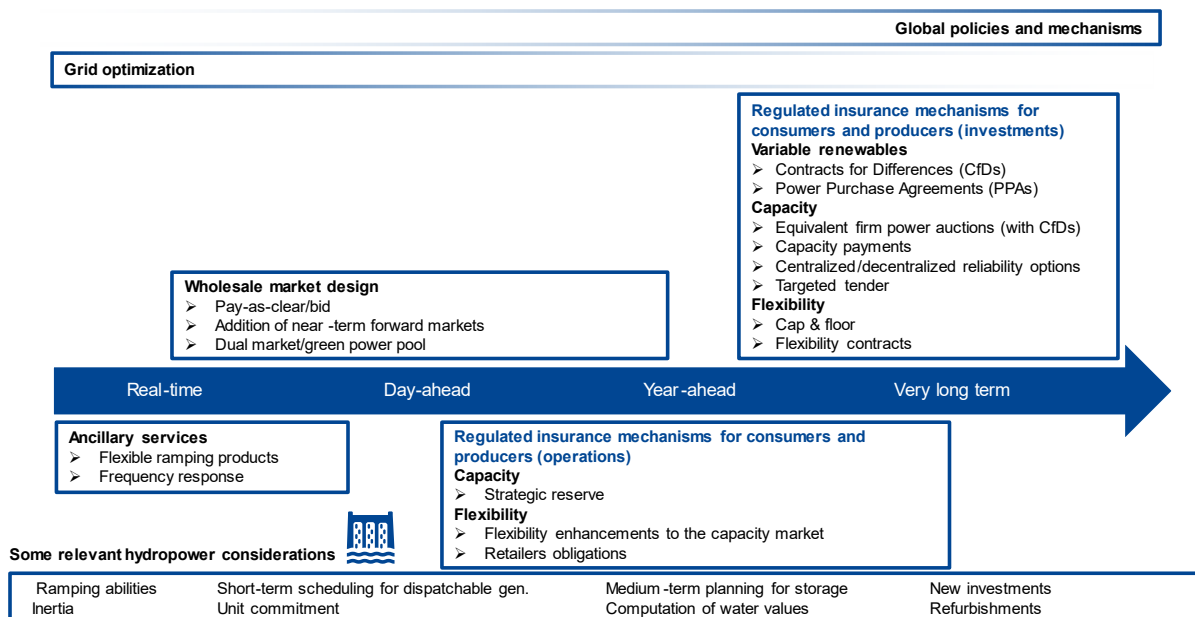 Global policies and mechanisms
Grid optimization
Regulated insurance mechanisms for
consumers and producers (investments)
Variable renewables
➢ Contracts for Differences (CfDs)
➢ Power Purchase Agreements (PPAs)
Capacity
➢ Equivalent firm power auctions (with CfDs)
➢ Capacity payments
➢ Centralized/decentralized reliability options
➢ Targeted tender
Flexibility
➢ Cap & floor
➢ Flexibility contracts
Wholesale market design
➢ Pay-as-clear/bid
➢ Addition of near-term forward markets
➢ Dual market/green power pool
Real-time Day-ahead Year-ahead Very long term
Ancillary services
➢ Flexible ramping products
➢ Frequency response
Regulated insurance mechanisms for consumers and
producers (operations)
Capacity
➢ Strategic reserve
Flexibility
➢ Flexibility enhancements to the capacity market
➢ Retailers obligations
Some relevant hydropower considerations
Ramping abilities Short-term scheduling for dispatchable gen. Medium-term planning for storage New investments
Inertia Unit commitment Computation of water values Refurbishments